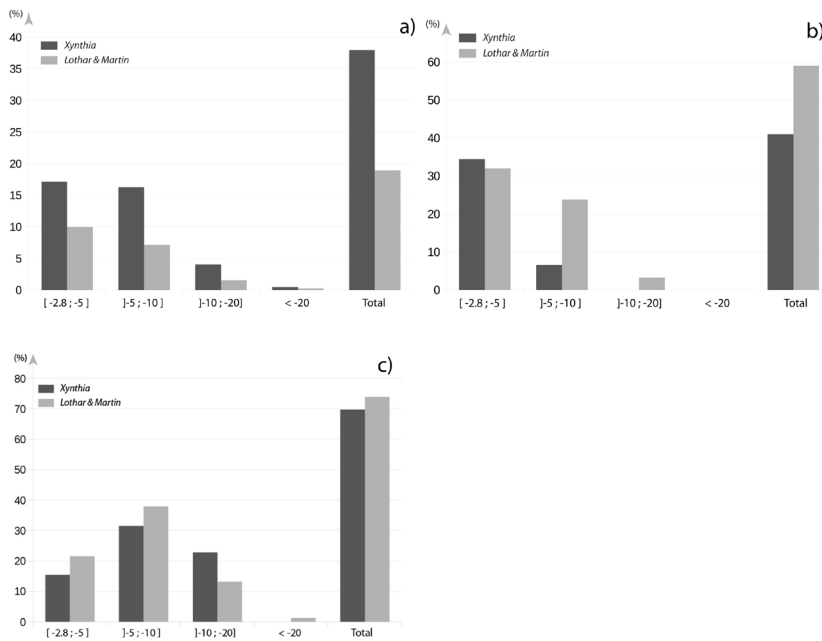 (%)
a)
Xynthia
Lothar & Martin
40
35
30
25
20
15
10
5
0
[ -2.8 ; -5 ] ]-5 ; -10 ] ]-10 ; -20] < -20 Total
(%)
b)
Xynthia
Lothar & Martin
60
50
40
30
20
10
0
[ -2.8 ; -5 ] ]-5 ; -10 ] ]-10 ; -20] < -20 Total
(%)
c)
Xynthia
Lothar & Martin
80
70
60
50
40
30
20
10
0
[ -2.8 ; -5 ] ]-5 ; -10 ] ]-10 ; -20] < -20 Total